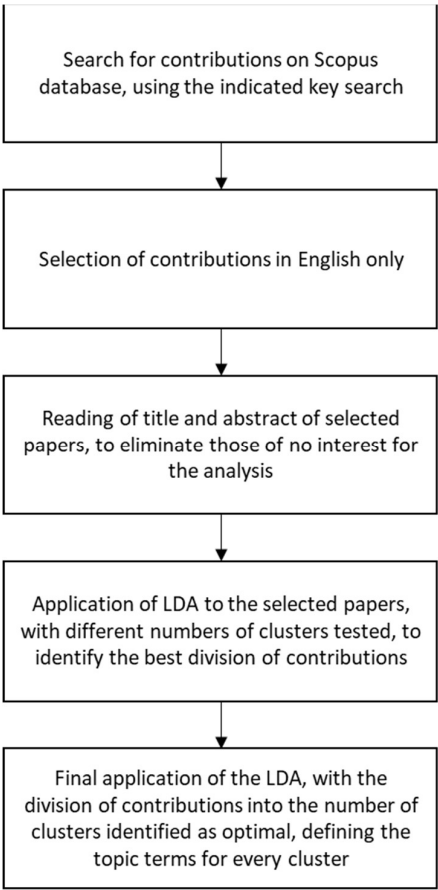 Search for contributions on Scopus
database, using the indicated key search
Selection of contributions in English only
Reading of title and abstract of selected
papers, to eliminate those of no interest for
the analysis
Application of LDA to the selected papers,
with different numbers of clusters tested, to
identify the best division of contributions
Final application of the LDA, with the
division of contributions into the number of
clusters identified as optimal, defining the
topic terms for every cluster